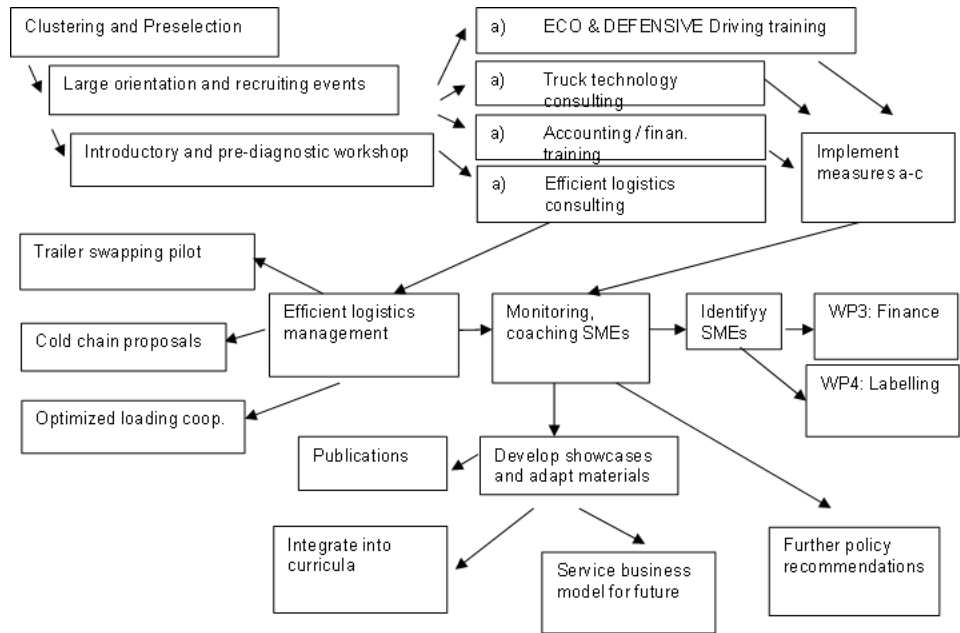 Clustering and Preselection
Large orientation and recruiting events
Introductory and pre-diagnostic workshop
a) ECO & DEFENSIVE Driving training
a) Truck technology
consulting
a) Accounting / finan.
training
a) Efficient logistics
consulting
Implement
measures a-c
Trailer swapping pilot
Cold chain proposals
Optimized loading coop.
Efficient logistics
management
Monitoring,
coaching SMEs
Identifyy
SMEs
WP3: Finance
WP4: Labelling
Publications
Develop showcases
and adapt materials
Integrate into
curricula
Service business
model for future
Further policy
recommendations